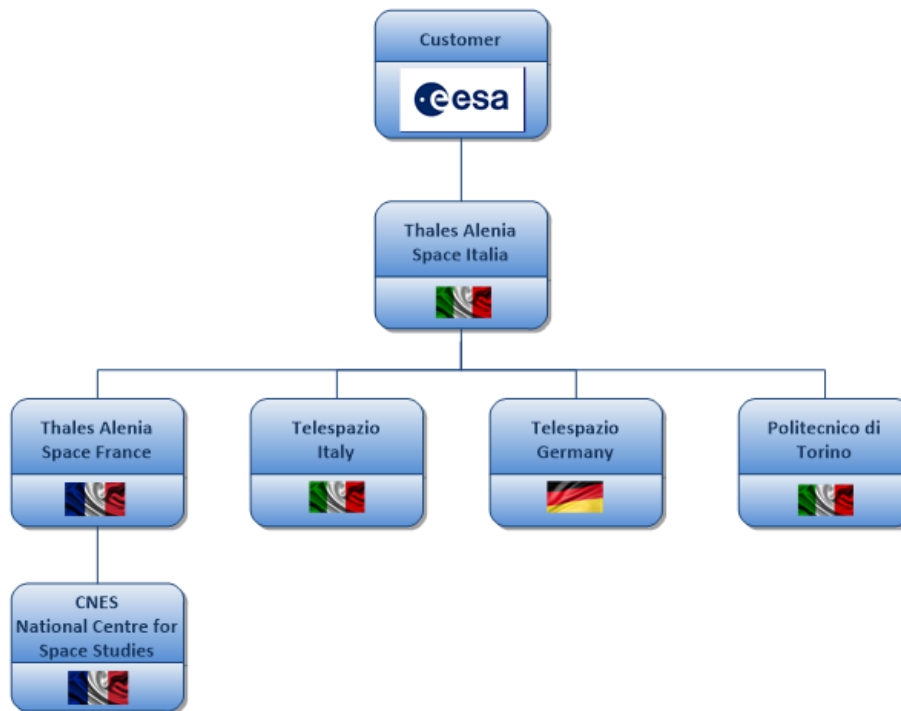 Customer
esa
Thales Alenia
Space Italia
Thales Alenia
Space France
Telespazio
Italy
Telespazio
Germany
Politecnico di
Torino
CNES
National Centre for
Space Studies